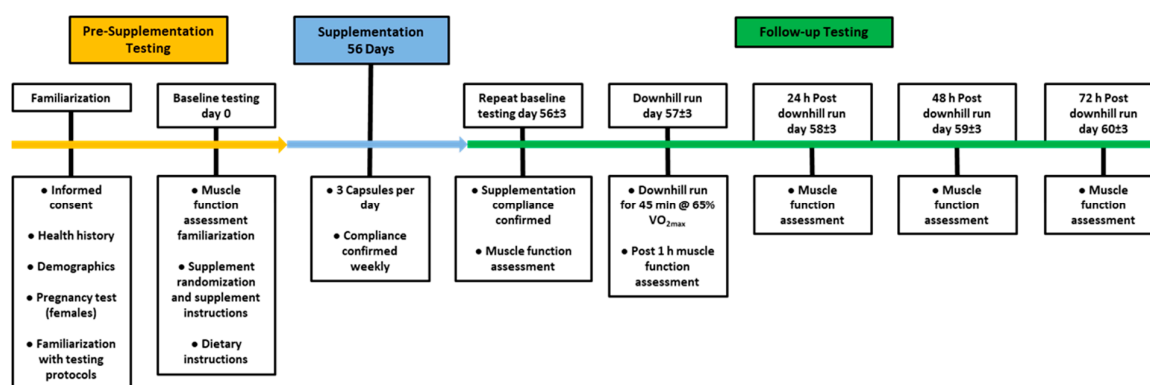 Pre-Supplementation
Testing
Supplementation
56 Days
Follow-up Testing
Familiarization
Baseline testing
day 0
Repeat baseline
testing day 56±3
Downhill run
day 57±3
24 h Post
downhill run
day 58±3
48 h Post
downhill run
day 59±3
72 h Post
downhill run
day 60±3
● Informed
consent
● Health history
● Demographics
● Pregnancy test
(females)
● Familiarization
with testing
protocols
● Muscle
function
assessment
familiarization
● Supplement
randomization
and supplement
instructions
● Dietary
instructions
● 3 Capsules per
day
● Compliance
confirmed
weekly
● Supplementation
compliance
confirmed
● Muscle function
assessment
● Downhill run
for 45 min @ 65%
VO2max
● Post 1 h muscle
function
assessment
● Muscle function
assessment
● Muscle function
assessment
● Muscle function
assessment